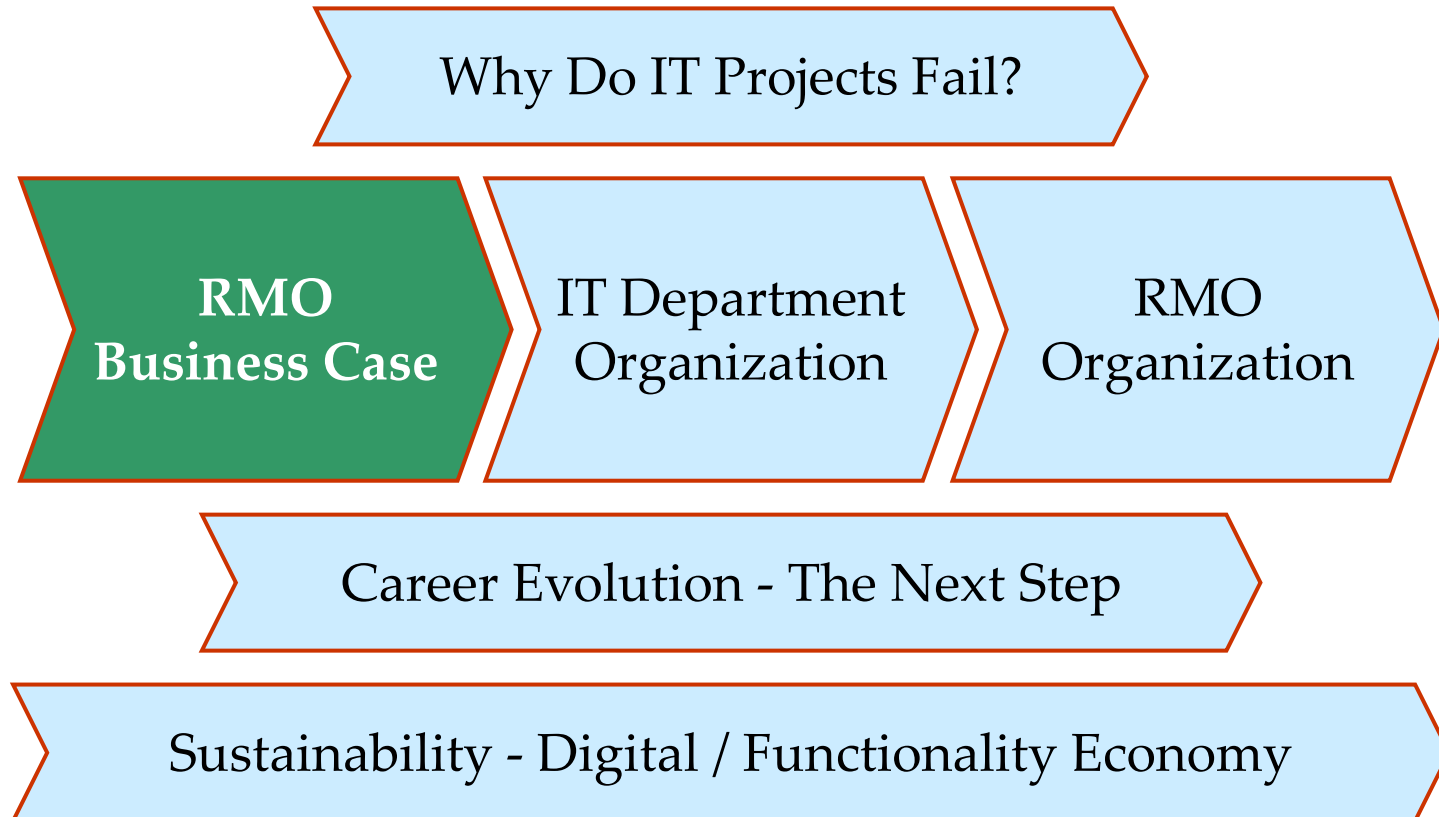 Why Do IT Projects Fail?
RMO
Business Case
IT Department
Organization
RMO
Organization
Career Evolution - The Next Step
Sustainability - Digital / Functionality Economy